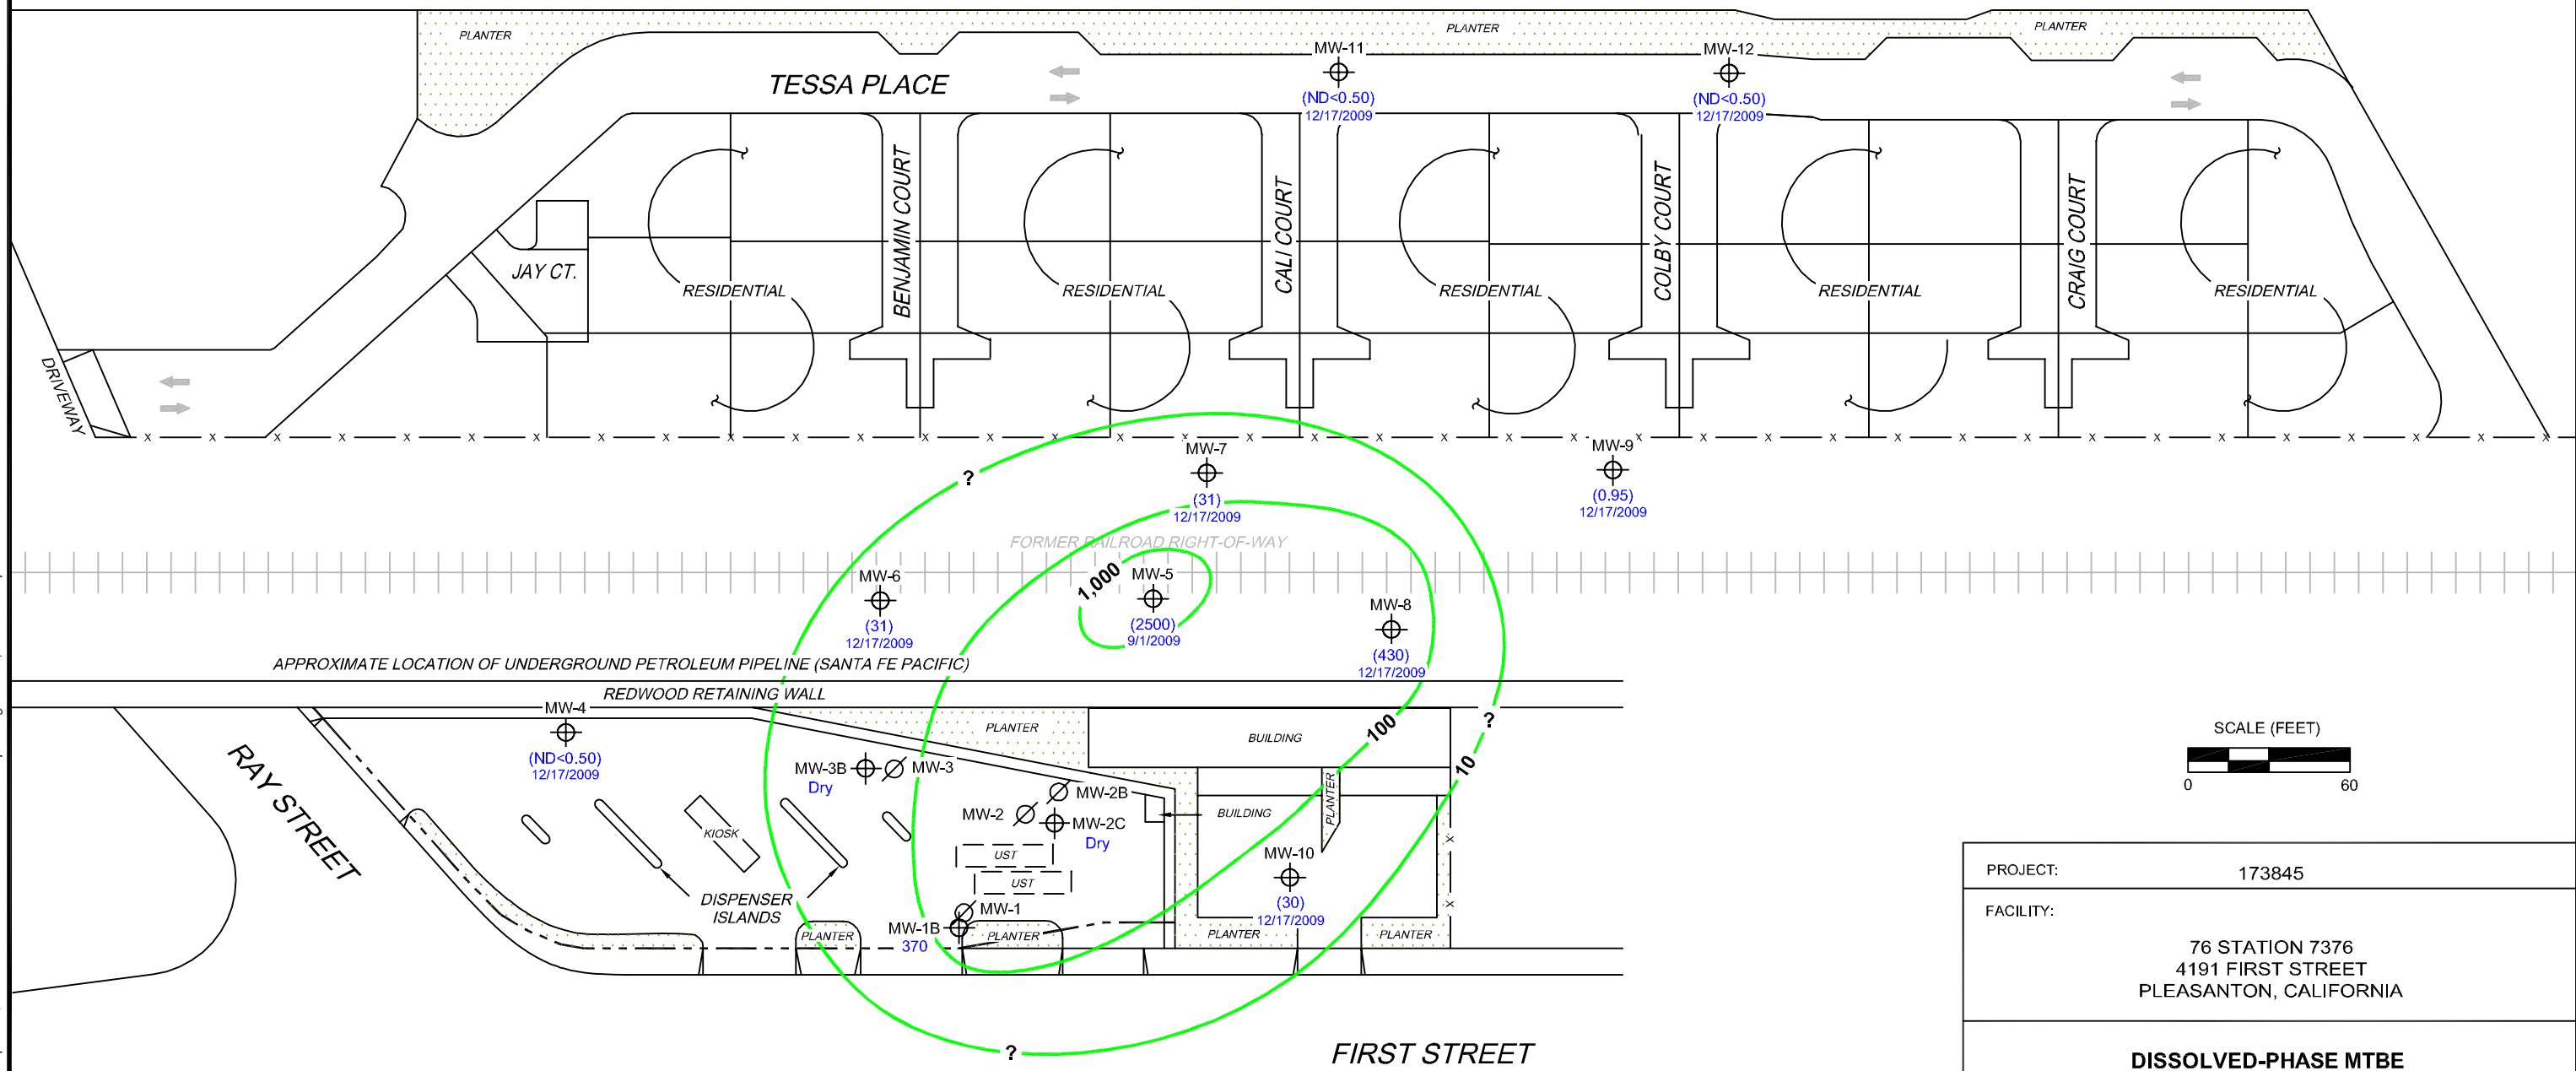 PLANTER
PLANTER
PLANTER
MW-11
MW-12
TESSA PLACE
(ND<0.50)
12/17/2009
(ND<0.50)
12/17/2009
BENJAMIN COURT
CALI COURT
COLBY COURT
CRAIG COURT
JAY CT.
RESIDENTIAL
RESIDENTIAL
RESIDENTIAL
RESIDENTIAL
RESIDENTIAL
DRIVEWAY
MW-7
(31)
12/17/2009
MW-9
(0.95)
12/17/2009
?
FORMER RAILROAD RIGHT-OF-WAY
MW-6
(31)
12/17/2009
1,000
MW-5
(2500)
9/1/2009
MW-8
(430)
12/17/2009
APPROXIMATE LOCATION OF UNDERGROUND PETROLEUM PIPELINE (SANTA FE PACIFIC)
REDWOOD RETAINING WALL
MW-4
(ND<0.50)
12/17/2009
PLANTER
BUILDING
100
?
10
SCALE (FEET)
0 60
RAY STREET
MW-3B
Dry
MW-3
MW-2B
MW-2
MW-2C
Dry
BUILDING
PLANTER
KIOSK
UST
UST
MW-10
(30)
12/17/2009
DISPENSER
ISLANDS
MW-1
MW-1B
370
PLANTER
PLANTER
PLANTER
PLANTER
?
FIRST STREET
PROJECT: 173845
FACILITY:
76 STATION 7376
4191 FIRST STREET
PLEASANTON, CALIFORNIA
DISSOLVED-PHASE MTBE